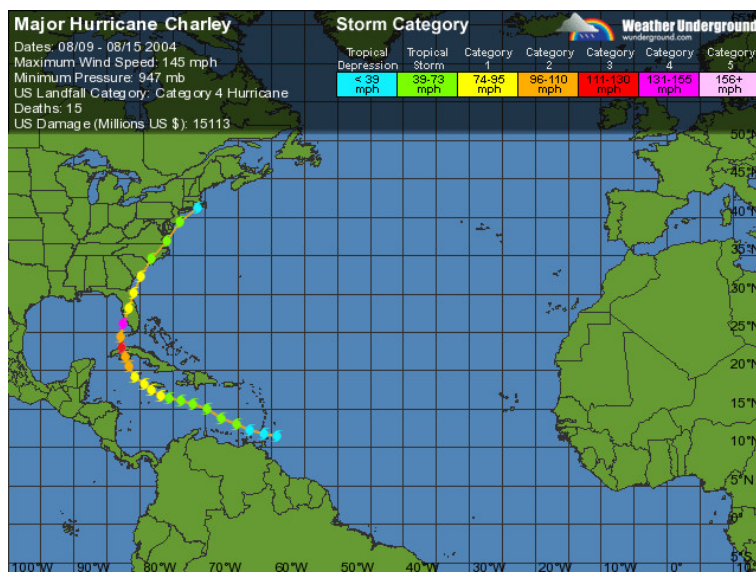 Major Hurricane Charley
Dates: 08/09 - 08/15 2004
Maximum Wind Speed: 145 mph
Minimum Pressure: 947 mb
US Landfall Category: Category 4 Hurricane
Deaths: 15
US Damage (Millions US $): 15113
Storm Category
Weather Underground
wunderground.com
Tropical Depression
Tropical Storm
Category 1
Category 2
Category 3
Category 4
Category 5
< 39 mph
39-73 mph
74-95 mph
96-110 mph
111-130 mph
131-155 mph
156+ mph
50°N
45°N
40°N
35°N
30°N
25°N
20°N
15°N
10°N
5°N
0°
5°S
100°W
90°W
80°W
70°W
60°W
50°W
40°W
30°W
20°W
10°W
0°